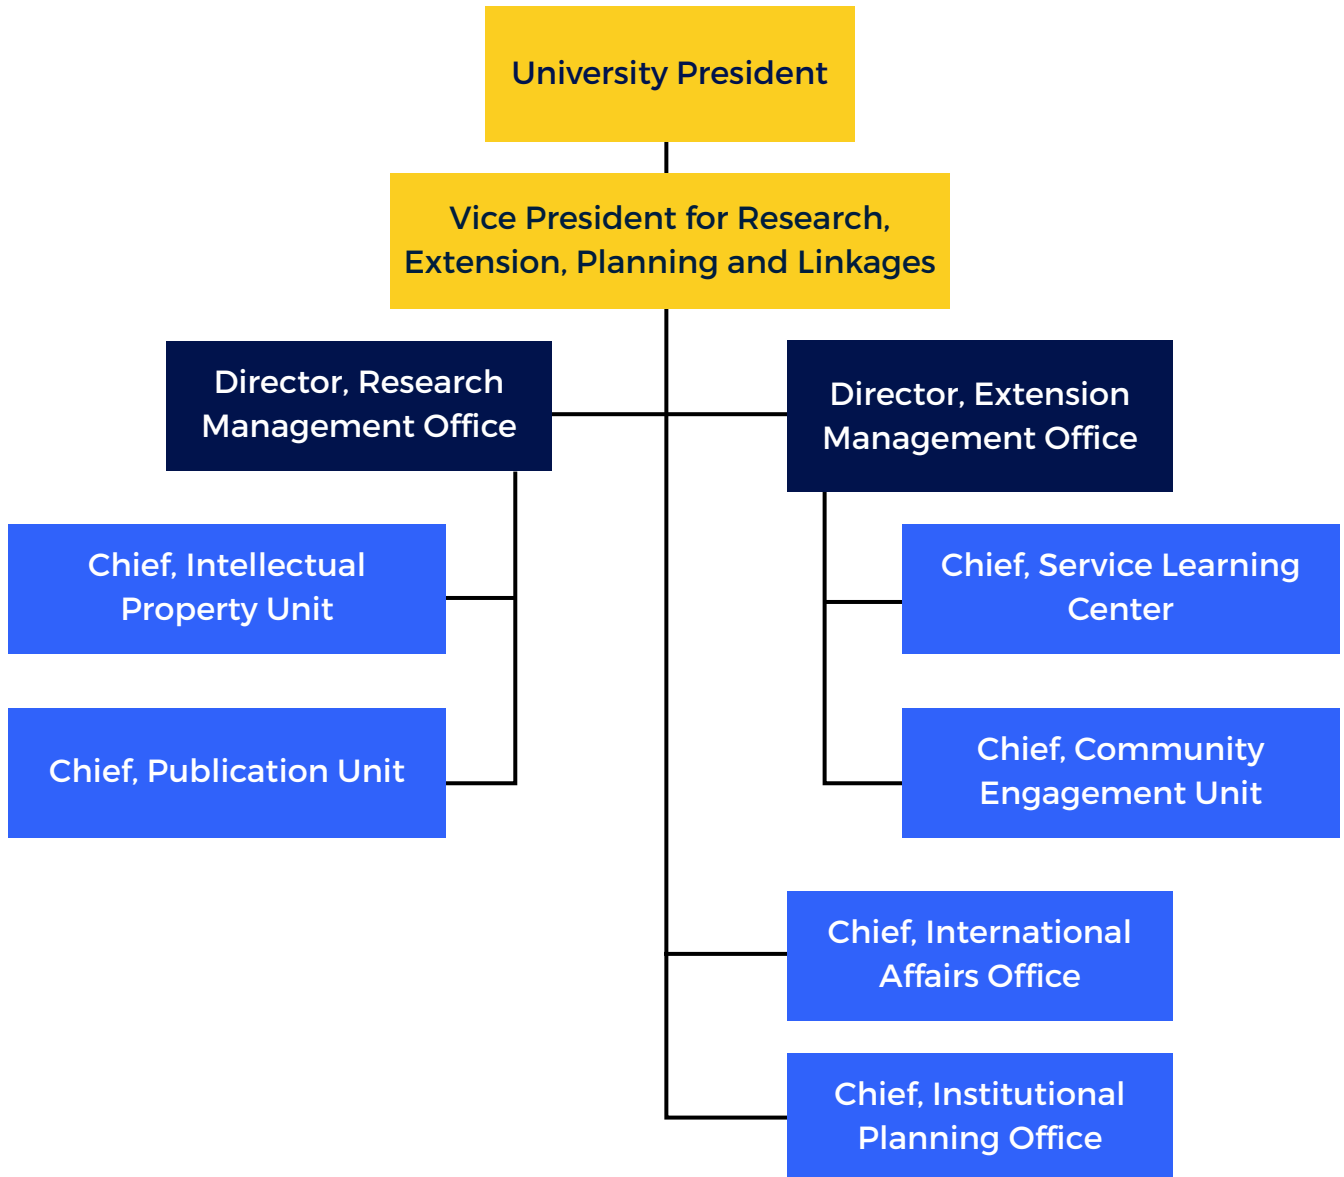 University President
Vice President for Research,
Extension, Planning and Linkages
Director, Research
Management Office
Director, Extension
Management Office
Chief, Intellectual
Property Unit
Chief, Service Learning
Center
Chief, Publication Unit
Chief, Community
Engagement Unit
Chief, International
Affairs Office
Chief, Institutional
Planning Office